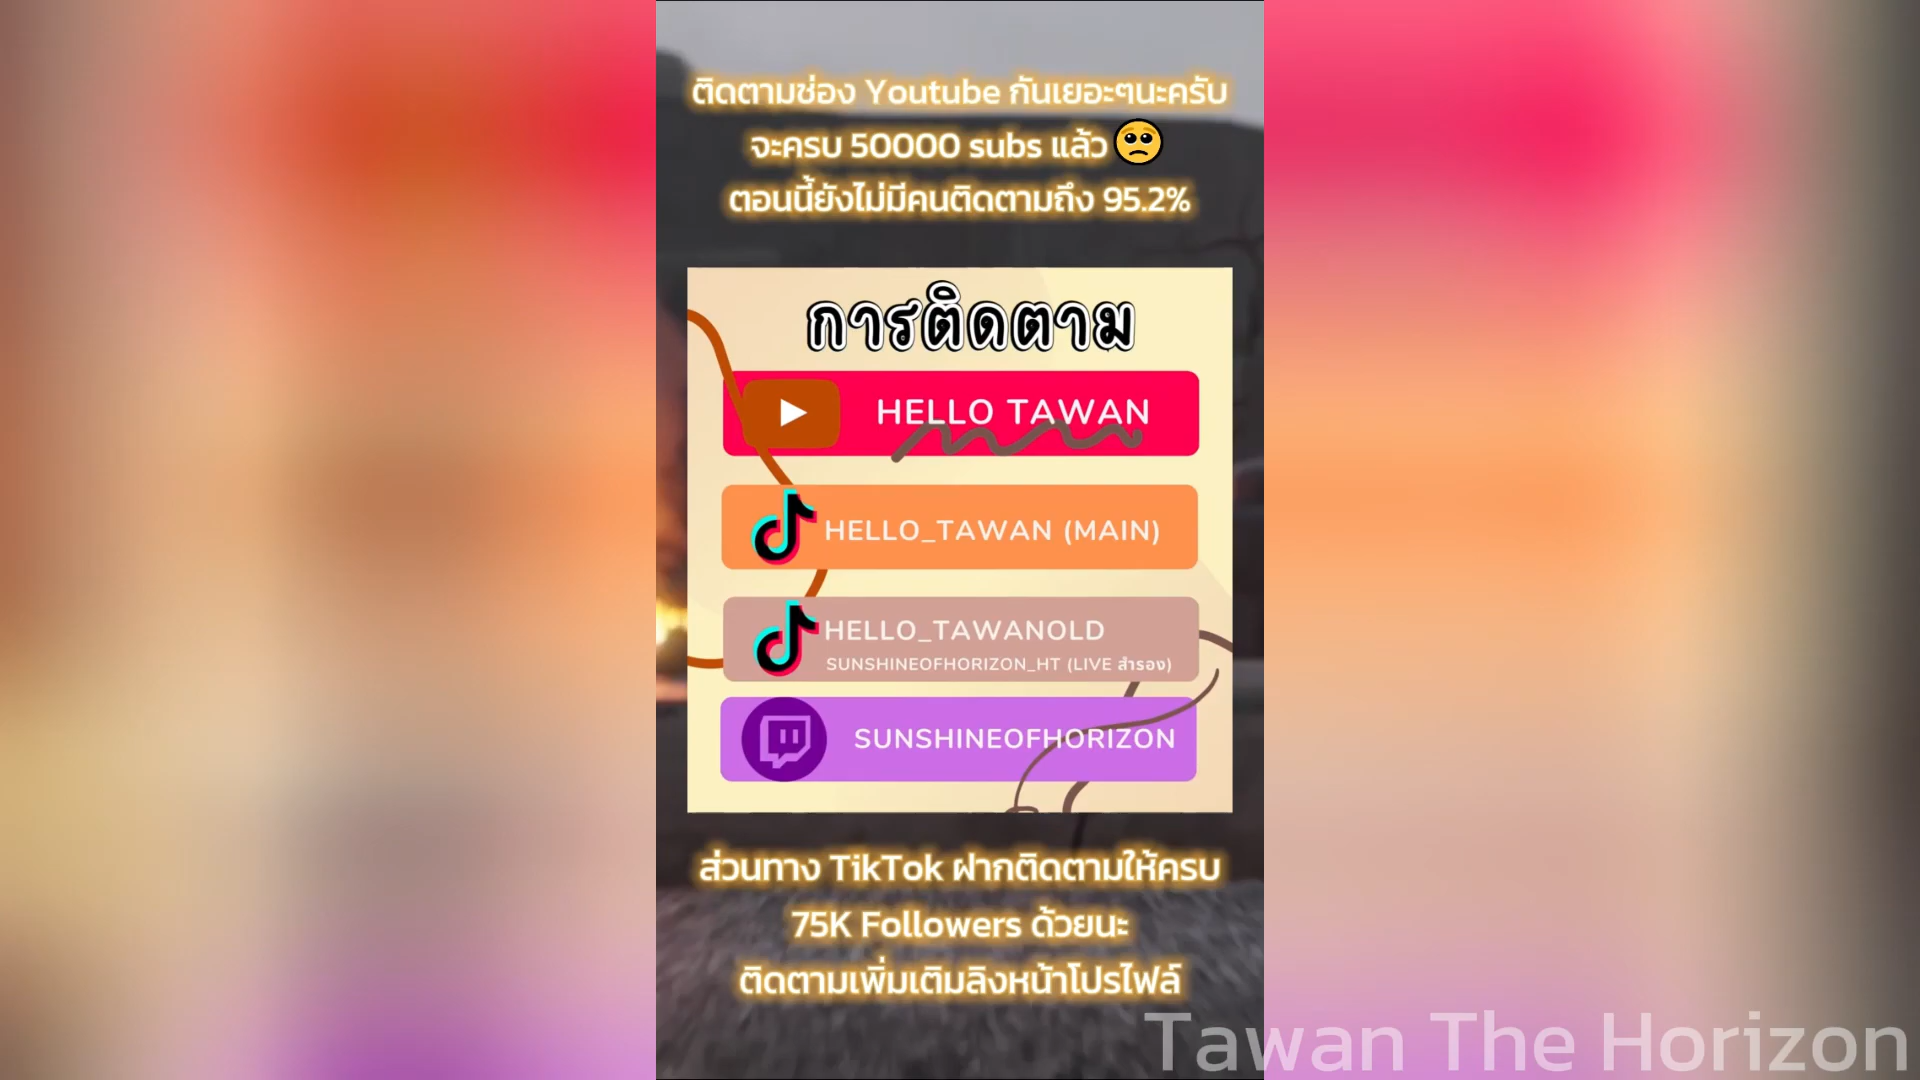 ติดตามช่อง Youtube กันเยอะๆนะครับ
จะครบ 50000 subs แล้ว🥺
ตอนนี้ยังไม่มีคนติดตามถึง 95.2%
การติดตาม
HELLO TAWAN
HELLO_TAWAN (MAIN)
HELLO_TAWANOLD
SUNSHINEOFHORIZON_HT (LIVE สำรอง)
SUNSHINEOFHORIZON
ส่วนทาง TikTok ฝากติดตามให้ครบ
75K Followers ด้วยนะ
ติดตามเพิ่มเติมลิงหน้าโปรไฟล์
Tawan The Horizon